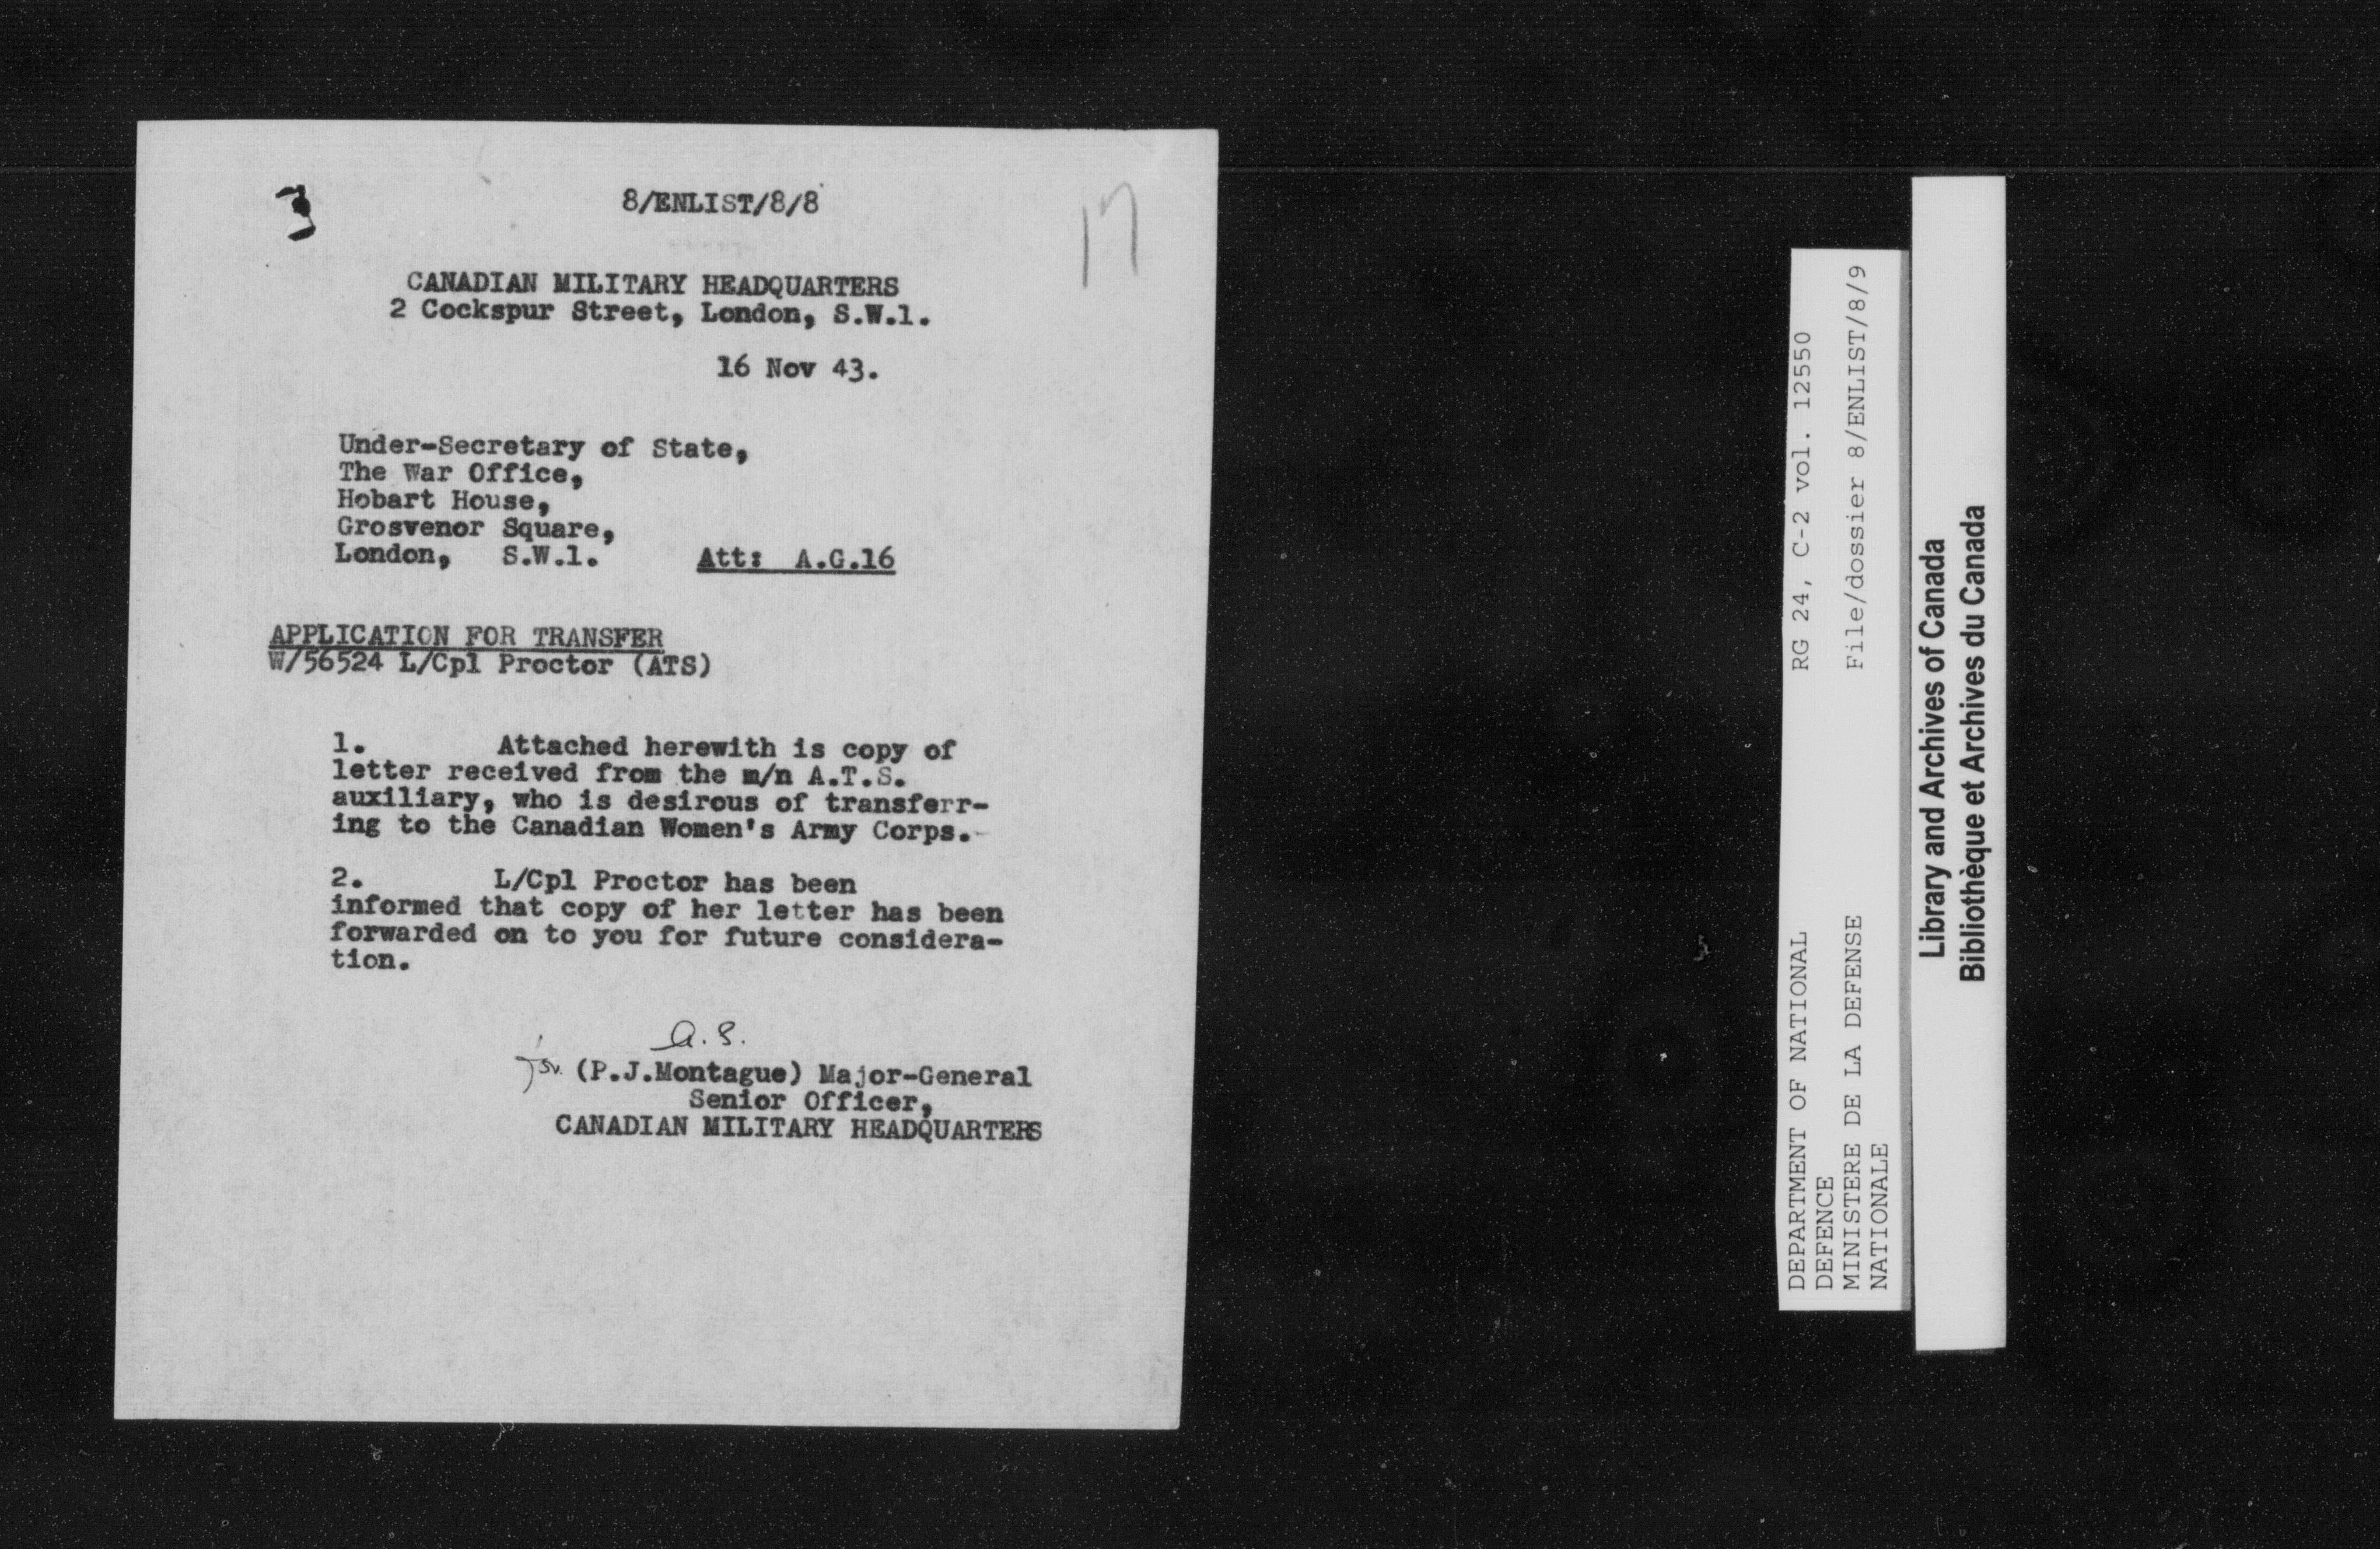 8/ENLIST/8/8
17
CANADIAN MILITARY HEADQUARTERS
2 Cockspur Street, London, S.W.1.
16 Nov 43.
Under-Secretary of State,
The War Office,
Hobart House,
Grosvenor Square,
London, S.W.1. Att: A.G.16
APPLICATION FOR TRANSFER
W/56524 L/Cpl Proctor (ATS)
1. Attached herewith is copy of
letter received from the m/n A.T.S.
auxiliary, who is desirous of transferr-
ing to the Canadian Women's Army Corps.
2. L/Cpl Proctor has been
informed that copy of her letter has been
forwarded on to you for future considera-
tion.
for (P.J.Montague) Major-General
Senior Officer,
CANADIAN MILITARY HEADQUARTERS
DEPARTMENT OF NATIONAL
DEFENCE
MINISTERE DE LA DEFENSE
NATIONALE
RG 24, C-2 vol. 12550
File/dossier 8/ENLIST/8/9
Library and Archives of Canada
Bibliothèque et Archives du Canada